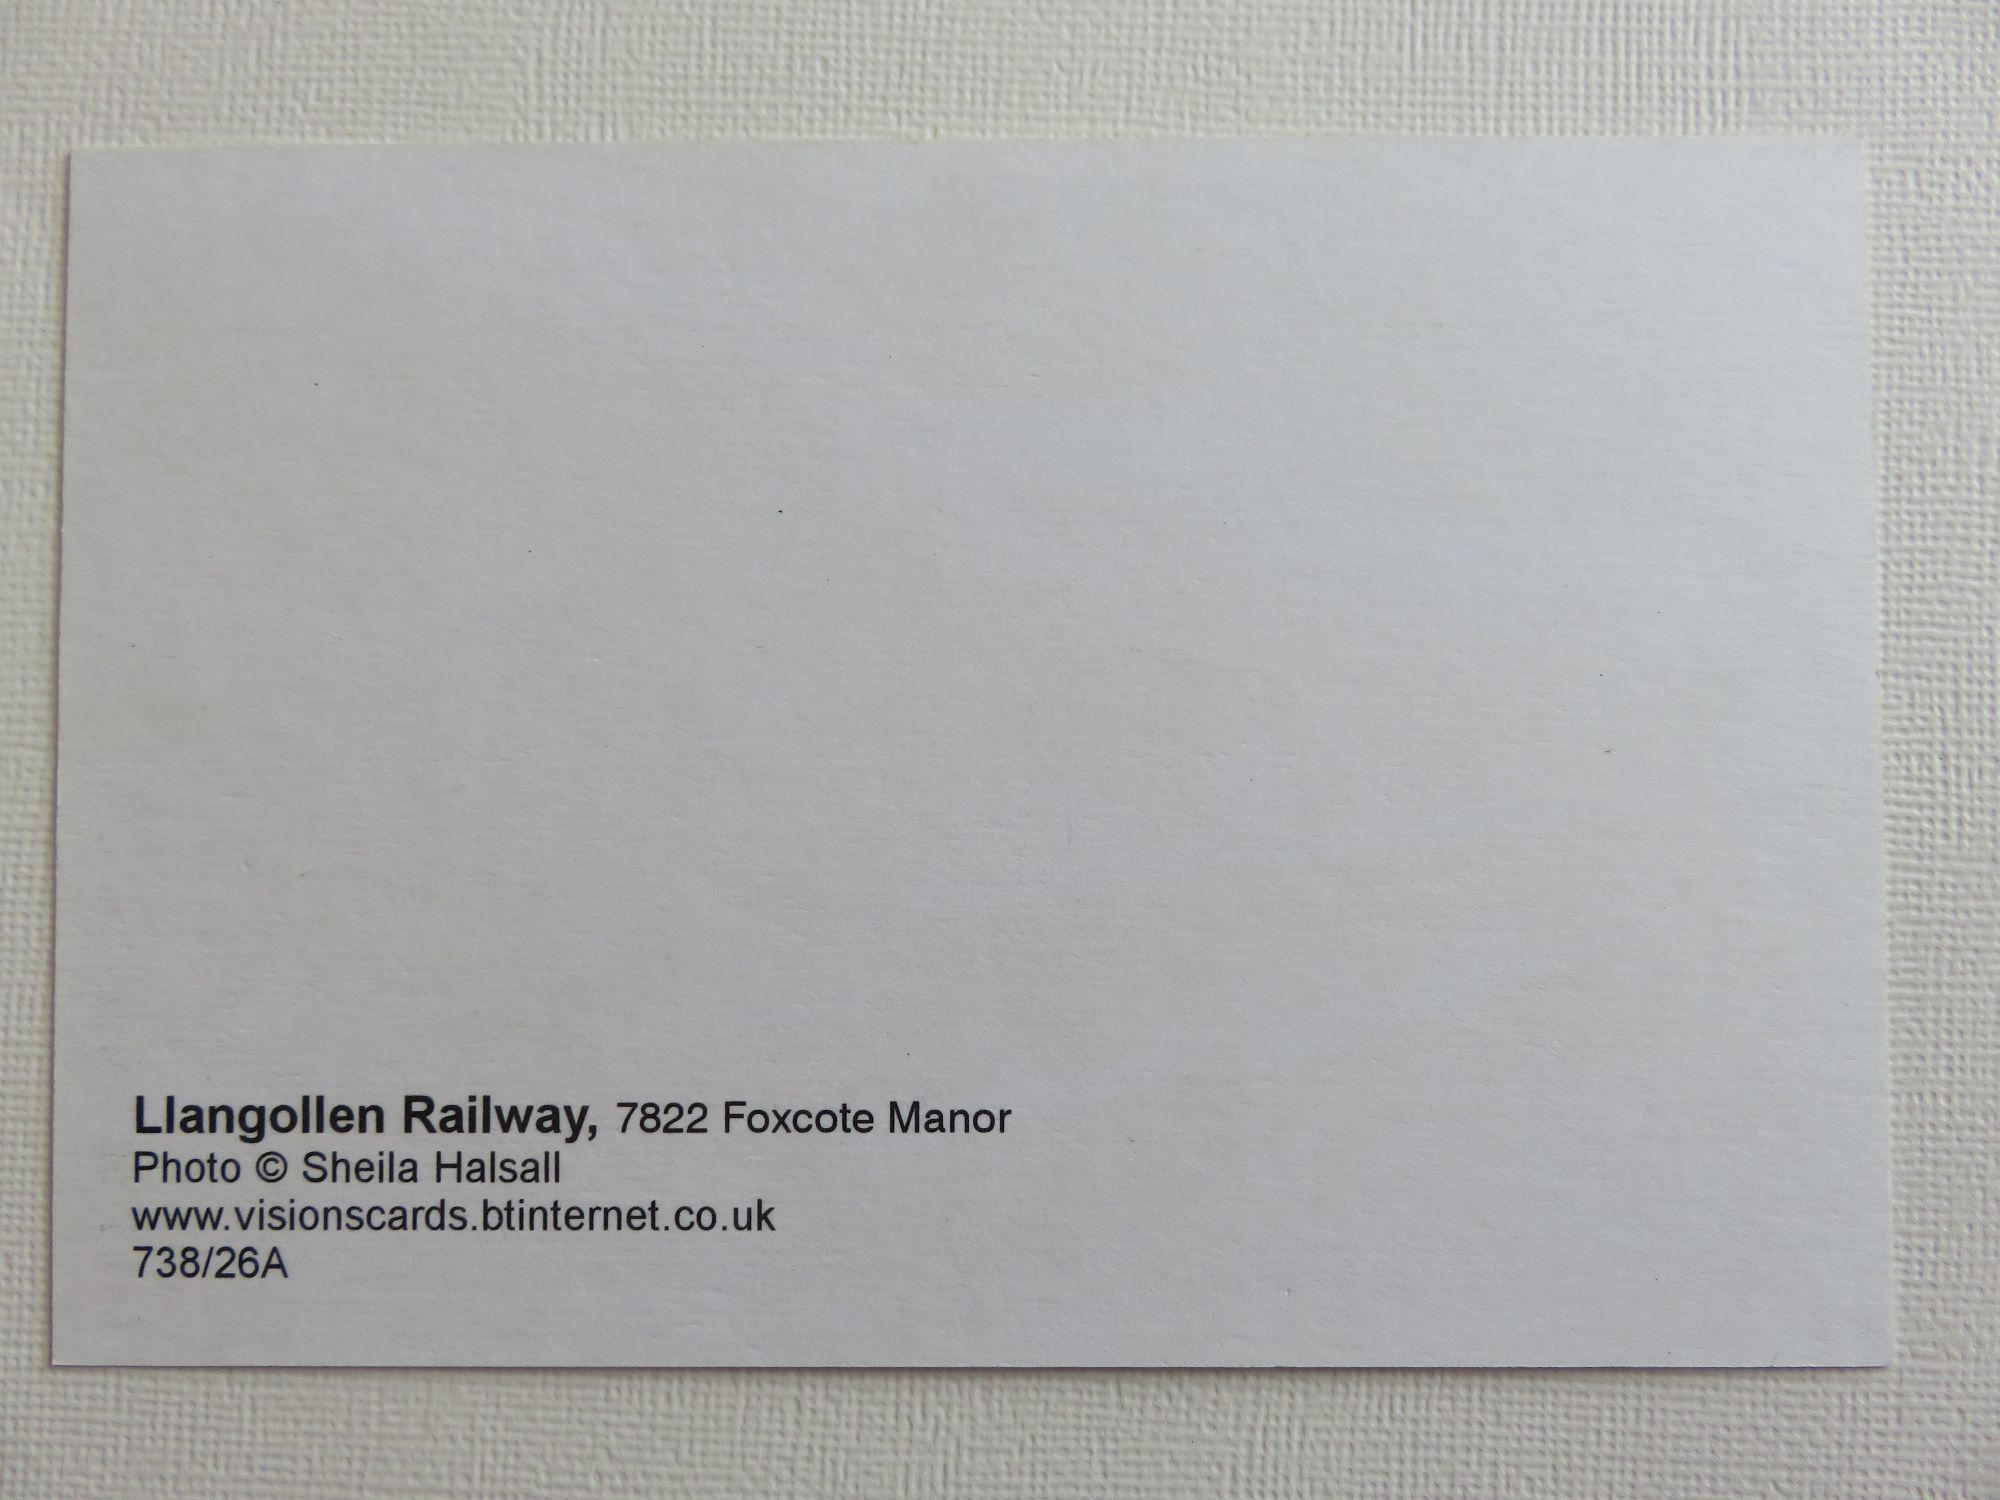 Llangollen Railway, 7822 Foxcote Manor
Photo © Sheila Halsall
www.visionscards.btinternet.co.uk
738/26A